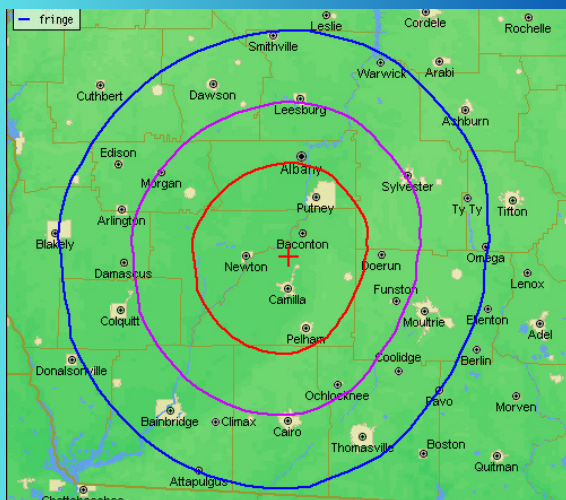 fringe
Leslie
Cordele
Rochelle
Smithville
Warwick
Arabi
Cuthbert
Dawson
Leesburg
Ashburn
Edison
Albany
Morgan
Sylvester
Putney
Ty Ty
Tifton
Arlington
Blakely
Baconton
Omega
Damascus
Newton
Doerun
Lenox
Camilla
Funston
Colquitt
Moultrie
Ellenton
Adel
Pelham
Berlin
Donalsonville
Coolidge
Ochlocknee
Pavo
Morven
Bainbridge
Climax
Cairo
Thomasville
Boston
Quitman
Attapulgus